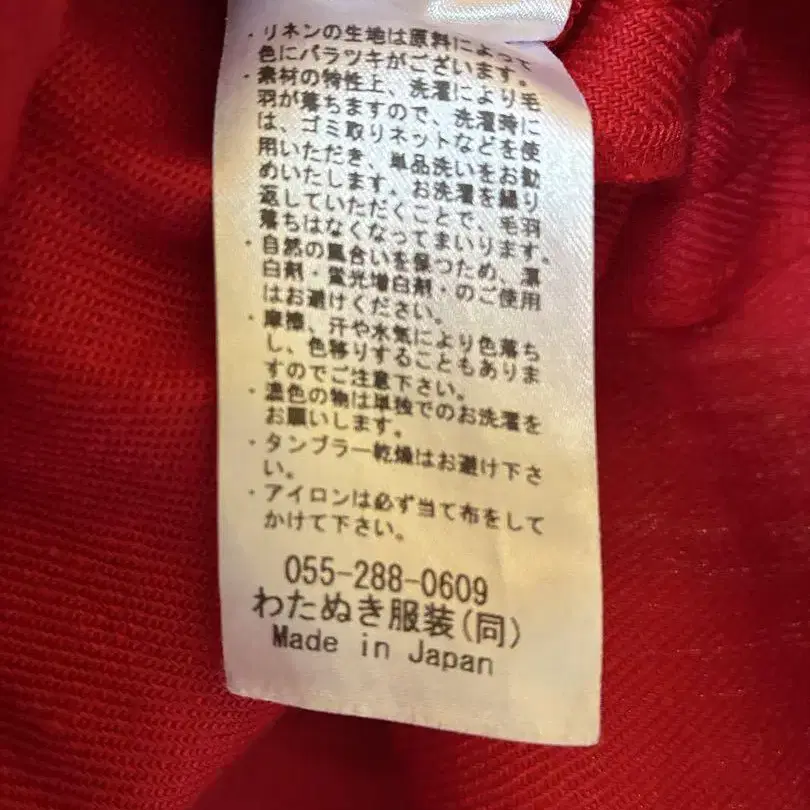 ・リネンの生地は原料によって
色にバラツキがございます。
・素材の特性上、洗濯により毛
羽が落ちますので、洗濯時に
は、ゴミ取りネットなどを使
用いただき、単品洗いをお勧
めいたします。お洗濯を繰り
返していただくことで、毛羽
落ちはなくなってまいります。
・自然の風合いを保つため、漂
白剤・蛍光増白剤・のご使用
はお避けください。
・摩擦、汗や水気により色落ち
し、色移りすることもありま
すのでご注意下さい。
・濃色の物は単独でのお洗濯を
お願いします。
・タンブラー乾燥はお避け下さ
い。
・アイロンは必ず当て布をして
かけて下さい。
055-288-0609
わたぬき服装(同)
Made in Japan